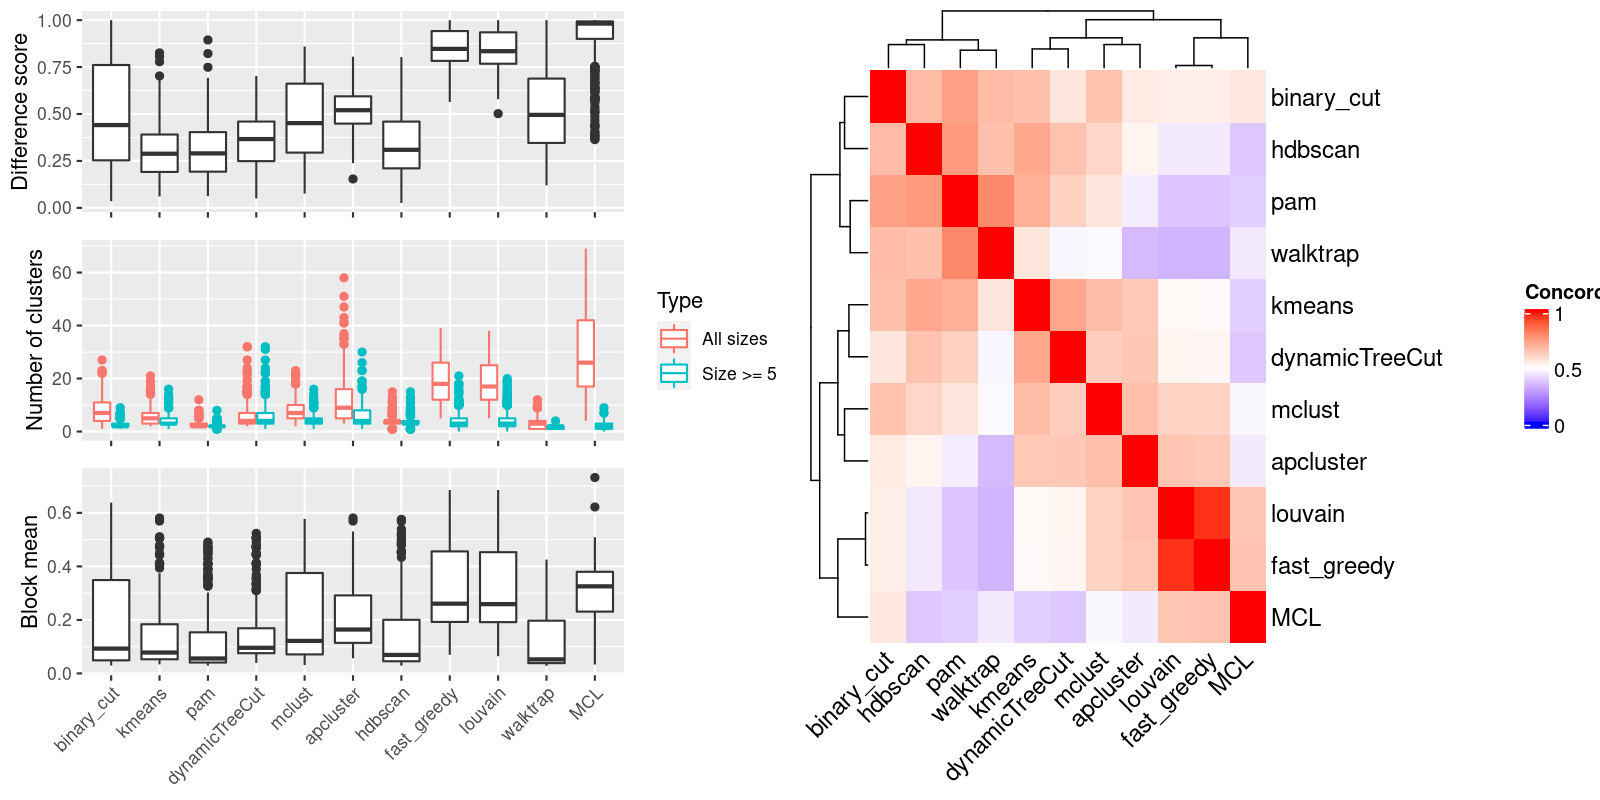 Difference score
1.00
0.75
0.50
0.25
0.00
Number of clusters
60
40
20
0
Block mean
0.6
0.4
0.2
0.0
binary_cut
kmeans
pam
dynamicTreeCut
mclust
apcluster
hdbscan
fast_greedy
louvain
walktrap
MCL
Type
All sizes
Size >= 5
binary_cut
hdbscan
pam
walktrap
kmeans
dynamicTreeCut
mclust
apcluster
louvain
fast_greedy
MCL
binary_cut
hdbscan
pam
walktrap
kmeans
dynamicTreeCut
mclust
apcluster
louvain
fast_greedy
MCL
Concord
1
0.5
0